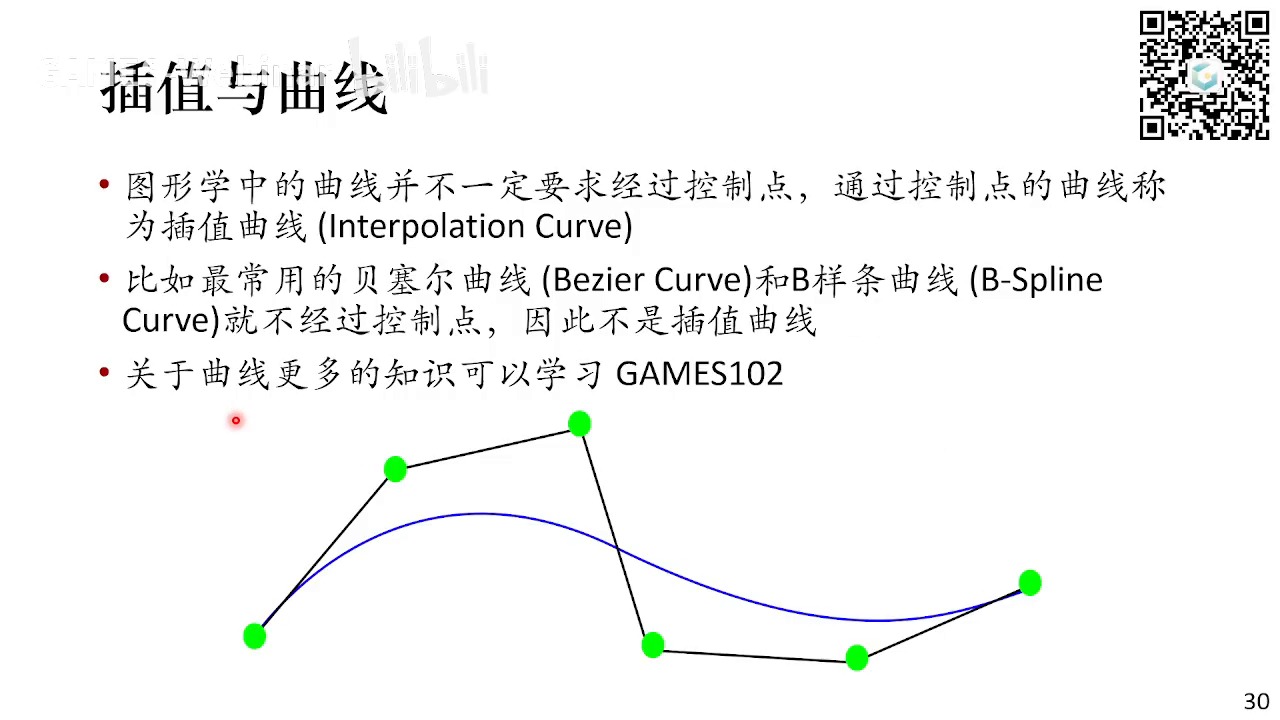 GAMES-Webinar bilibili
插值与曲线
• 图形学中的曲线并不一定要求经过控制点，通过控制点的曲线称
为插值曲线 (Interpolation Curve)
• 比如最常用的贝塞尔曲线 (Bezier Curve)和B样条曲线 (B-Spline
Curve)就不经过控制点，因此不是插值曲线
• 关于曲线更多的知识可以学习 GAMES102
30